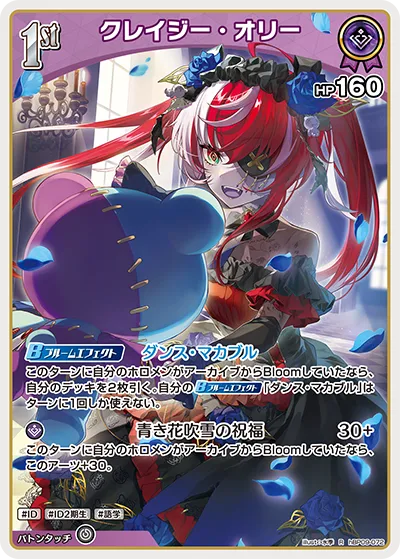 1st
クレイジー・オリー
HP160
Bブルームエフェクト ダンス・マカブル
このターンに自分のホロメンがアーカイブからBloomしていたなら、
自分のデッキを2枚引く。自分のBブルームエフェクト「ダンス・マカブル」は
ターンに1回しか使えない。
青き花吹雪の祝福 30+
このターンに自分のホロメンがアーカイブからBloomしていたなら、
このアーツ+30。
#ID #ID2期生 #語学
バトンタッチ
R